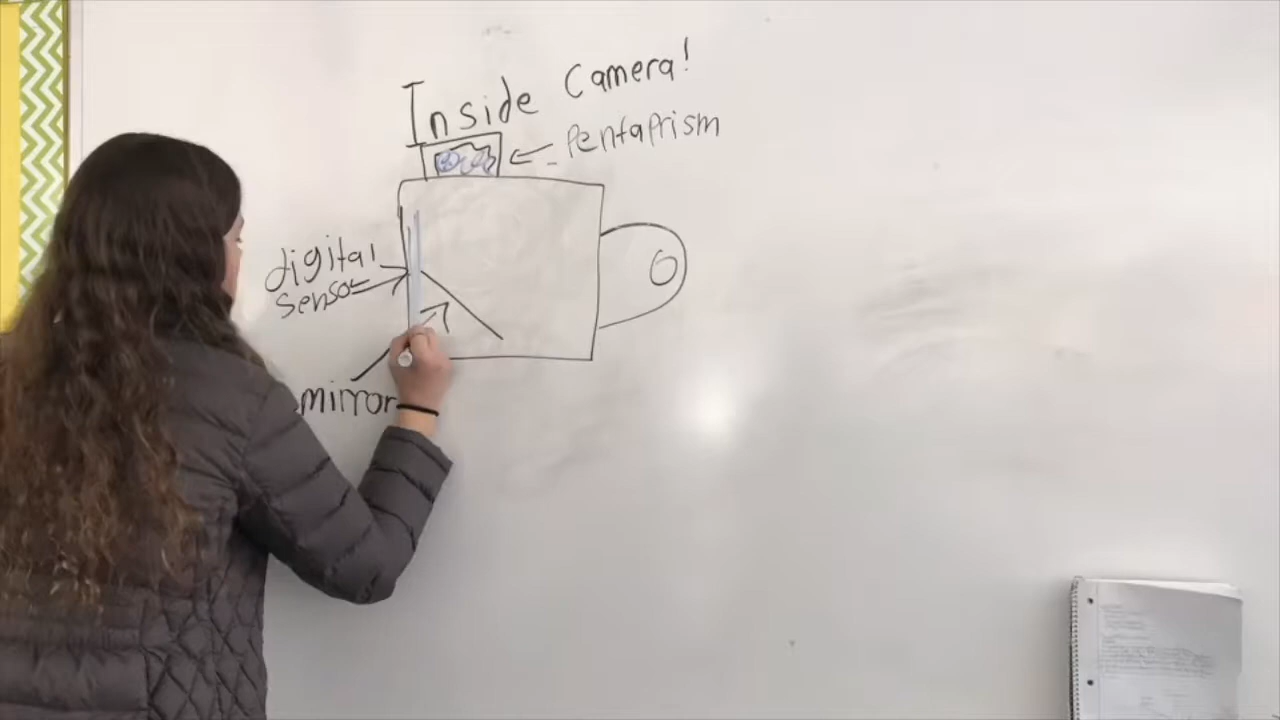 Inside Camera!
Pentaprism
digital
sensor
mirror